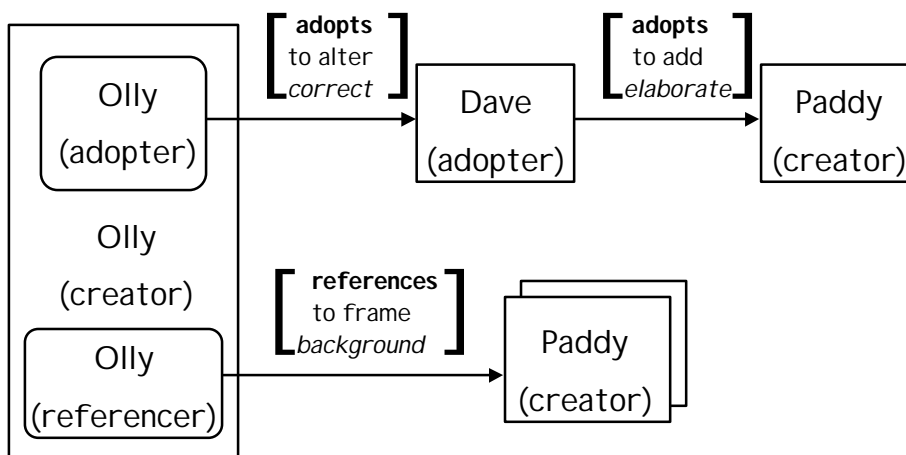 adopts
to alter
correct
adopts
to add
elaborate
Olly
(adopter)
Dave
(adopter)
Paddy
(creator)
Olly
(creator)
references
to frame
background
Olly
(referencer)
Paddy
(creator)